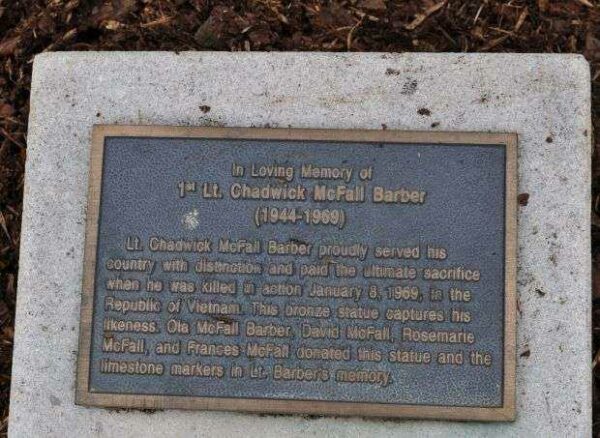 In Loving Memory of
1st Lt. Chadwick McFall Barber
(1944-1969)
Lt. Chadwick McFall Barber proudly served his
country with distinction and paid the ultimate sacrifice
when he was killed in action January 8, 1969, in the
Republic of Vietnam. This bronze statue captures his
likeness. Ola McFall Barber, David McFall, Rosemarie
McFall, and Frances McFall donated this statue and the
limestone markers in Lt. Barber's memory.